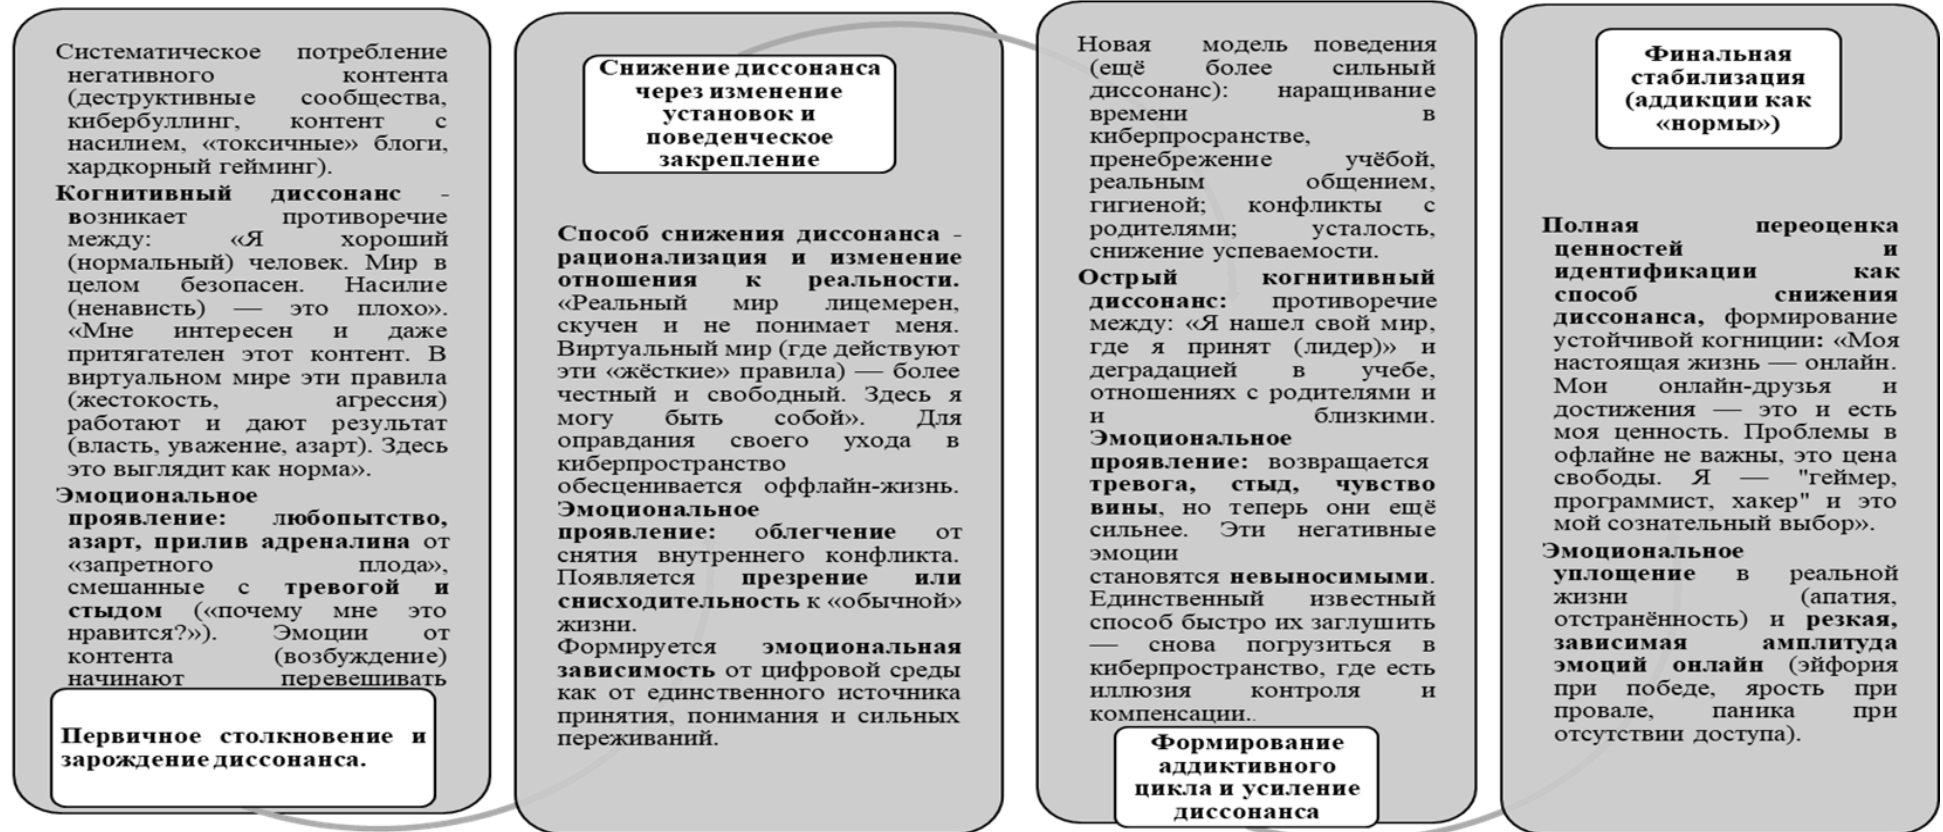 Систематическое потребление
негативного контента
(деструктивные сообщества,
кибербуллинг, контент с
насилием, «токсичные» блоги,
хардкорный гейминг).
Когнитивный диссонанс -
возникает противоречие
между: «Я хороший
(нормальный) человек. Мир в
целом безопасен. Насилие
(ненависть) — это плохо».
«Мне интересен и даже
притягателен этот контент. В
виртуальном мире эти правила
(жестокость, агрессия)
работают и дают результат
(власть, уважение, азарт). Здесь
это выглядит как норма».
Эмоциональное
проявление: любопытство,
азарт, прилив адреналина от
«запретного плода»,
смешанные с тревогой и
стыдом («почему мне это
нравится?»). Эмоции от
контента (возбуждение)
начинают перевешивать
Первичное столкновение и
зарождение диссонанса.
Снижение диссонанса
через изменение
установок и
поведенческое
закрепление
Способ снижения диссонанса -
рационализация и изменение
отношения к реальности.
«Реальный мир лицемерен,
скучен и не понимает меня.
Виртуальный мир (где действуют
эти «жёсткие» правила) — более
честный и свободный. Здесь я
могу быть собой». Для
оправдания своего ухода в
киберпространство
обесценивается оффлайн-жизнь.
Эмоциональное
проявление: облегчение от
снятия внутреннего конфликта.
Появляется презрение или
снисходительность к «обычной»
жизни.
Формируется эмоциональная
зависимость от цифровой среды
как от единственного источника
принятия, понимания и сильных
переживаний.
Новая модель поведения
(ещё более сильный
диссонанс): наращивание
времени в
киберпросранстве,
пренебрежение учёбой,
реальным общением,
гигиеной; конфликты с
родителями; усталость,
снижение успеваемости.
Острый когнитивный
диссонанс: противоречие
между: «Я нашел свой мир,
где я принят (лидер)» и
деградацией в учебе,
отношениях с родителями и
и близкими.
Эмоциональное
проявление: возвращается
тревога, стыд, чувство
вины, но теперь они ещё
сильнее. Эти негативные
эмоции
становятся невыносимыми.
Единственный известный
способ быстро их заглушить
— снова погрузиться в
киберпространство, где есть
иллюзия контроля и
компенсации..
Формирование
аддиктивного
цикла и усиление
диссонанса
Финальная
стабилизация
(аддикции как
«нормы»)
Полная переоценка
ценностей и
идентификации как
способ снижения
диссонанса, формирование
устойчивой когниции: «Моя
настоящая жизнь — онлайн.
Мои онлайн-друзья и
достижения — это и есть
моя ценность. Проблемы в
офлайне не важны, это цена
свободы. Я — "геймер,
программист, хакер" и это
мой сознательный выбор».
Эмоциональное
уплощение в реальной
жизни (апатия,
отстранённость) и резкая,
зависимая амплитуда
эмоций онлайн (эйфория
при победе, ярость при
провале, паника при
отсутствии доступа).